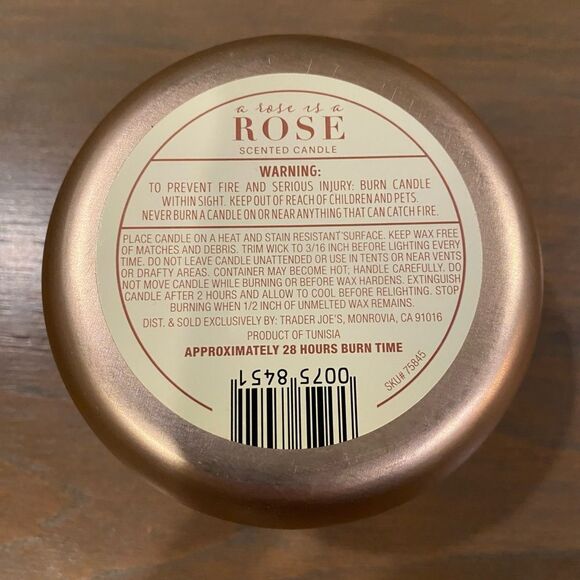 a rose is a
ROSE
SCENTED CANDLE
WARNING:
TO PREVENT FIRE AND SERIOUS INJURY: BURN CANDLE
WITHIN SIGHT. KEEP OUT OF REACH OF CHILDREN AND PETS.
NEVER BURN A CANDLE ON OR NEAR ANYTHING THAT CAN CATCH FIRE.
PLACE CANDLE ON A HEAT AND STAIN RESISTANT SURFACE. KEEP WAX FREE
OF MATCHES AND DEBRIS. TRIM WICK TO 3/16 INCH BEFORE LIGHTING EVERY
TIME. DO NOT LEAVE CANDLE UNATTENDED OR USE IN TENTS OR NEAR VENTS
OR DRAFTY AREAS. CONTAINER MAY BECOME HOT; HANDLE CAREFULLY. DO
NOT MOVE CANDLE WHILE BURNING OR BEFORE WAX HARDENS. EXTINGUISH
CANDLE AFTER 2 HOURS AND ALLOW TO COOL BEFORE RELIGHTING. STOP
BURNING WHEN 1/2 INCH OF UNMELTED WAX REMAINS.
DIST. & SOLD EXCLUSIVELY BY: TRADER JOE'S, MONROVIA, CA 91016
PRODUCT OF TUNISIA
APPROXIMATELY 28 HOURS BURN TIME
0075 8451
SKU# 75845